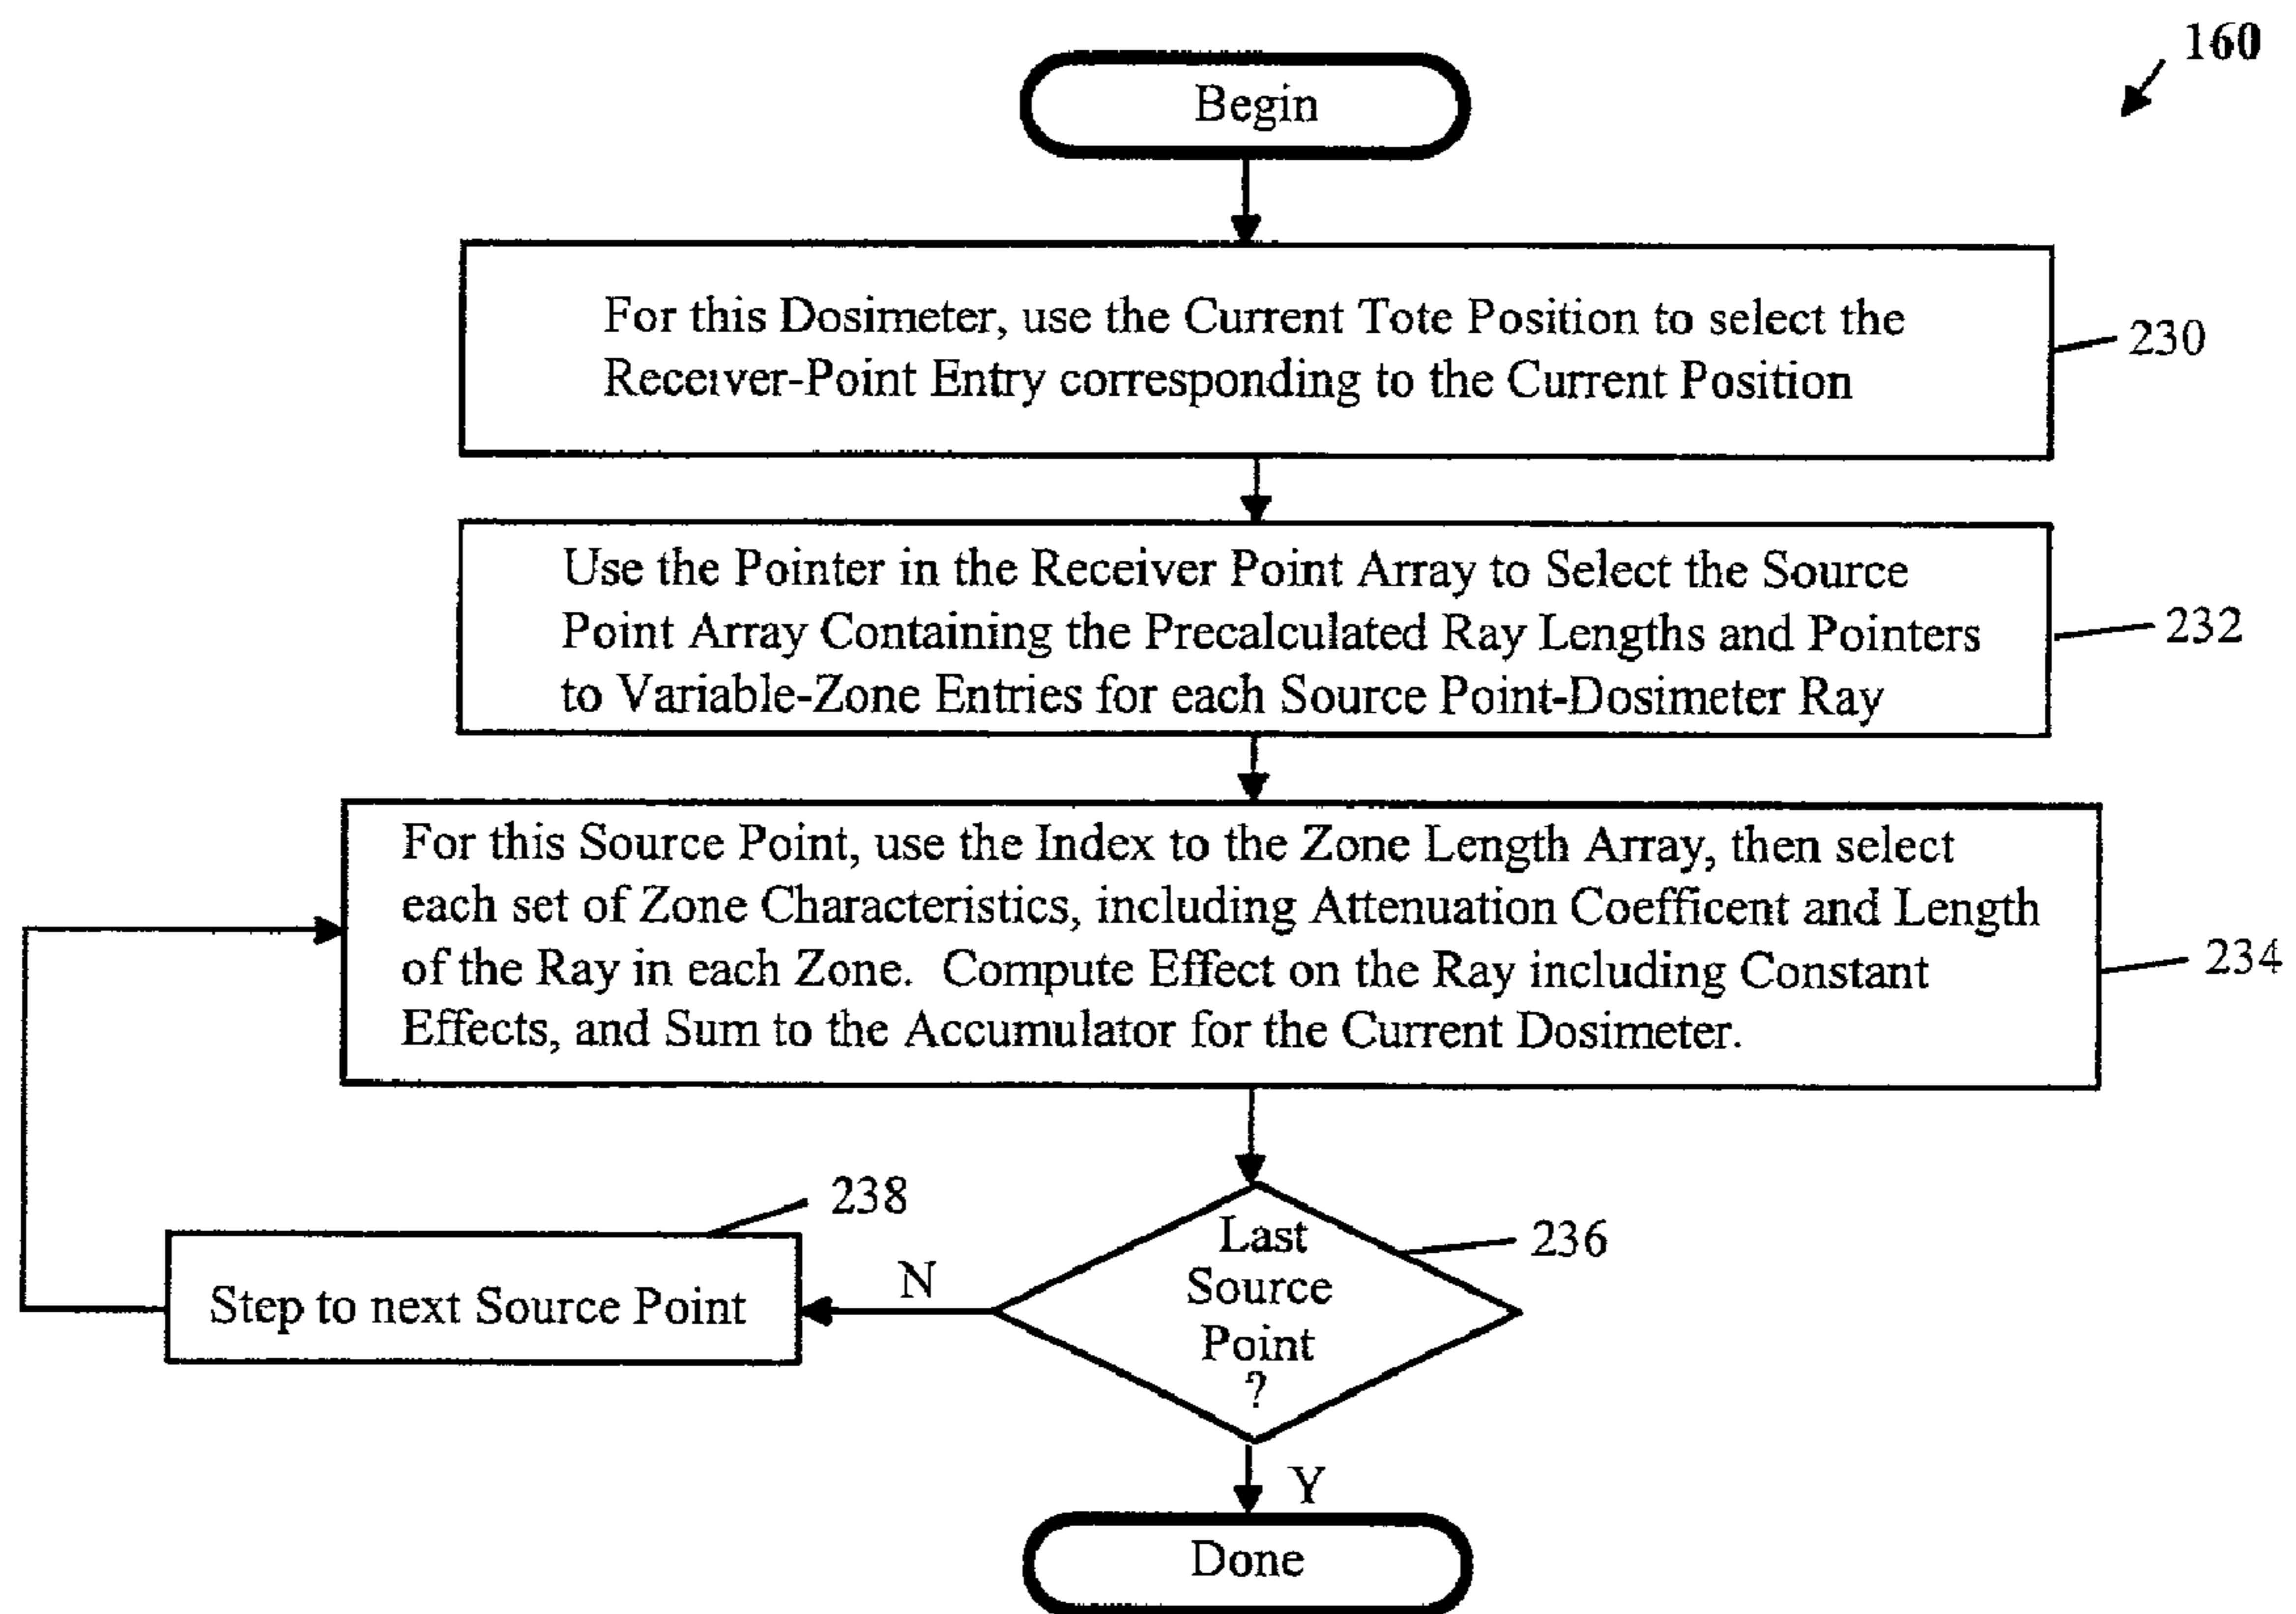 160
Begin
For this Dosimeter, use the Current Tote Position to select the
Receiver-Point Entry corresponding to the Current Position
230
Use the Pointer in the Receiver Point Array to Select the Source
Point Array Containing the Precalculated Ray Lengths and Pointers
to Variable-Zone Entries for each Source Point-Dosimeter Ray
232
For this Source Point, use the Index to the Zone Length Array, then select
each set of Zone Characteristics, including Attenuation Coefficent and Length
of the Ray in each Zone. Compute Effect on the Ray including Constant
Effects, and Sum to the Accumulator for the Current Dosimeter.
234
238
Step to next Source Point
N
Last
Source
Point
?
236
Y
Done